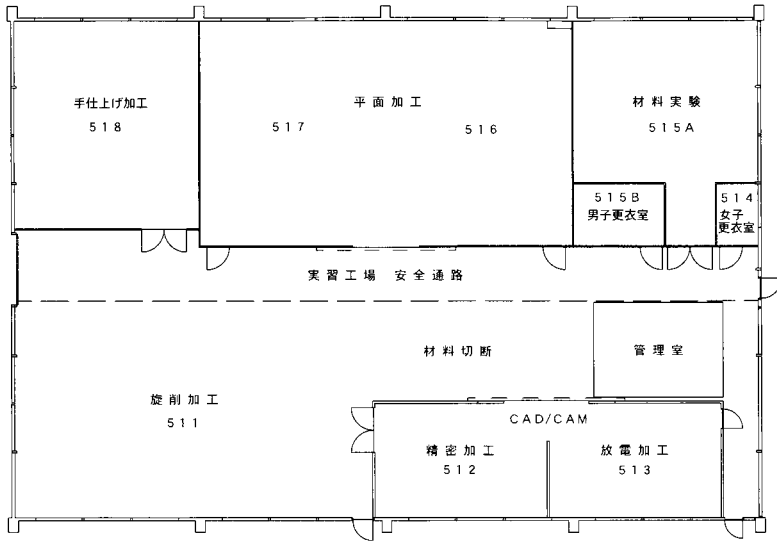 手仕上げ加工
518
平面加工
517
516
材料実験
515A
515B
男子更衣室
514
女子
更衣室
実習工場 安全通路
材料切断
管理室
旋削加工
511
CAD/CAM
精密加工
512
放電加工
513